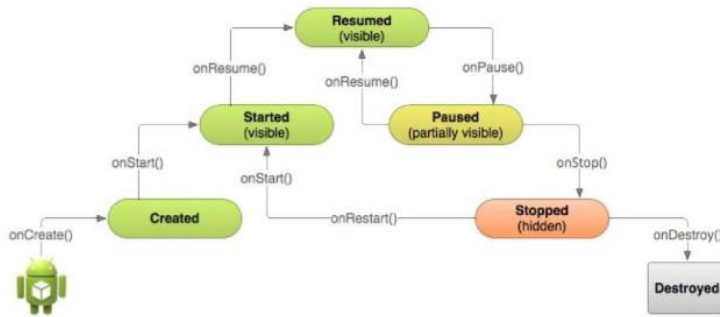 Resumed
(visible)
onResume()
onResume()
onPause()
Started
(visible)
Paused
(partially visible)
onStart()
onStart()
onStop()
Created
onRestart()
Stopped
(hidden)
onCreate()
onDestroy()
Destroyed